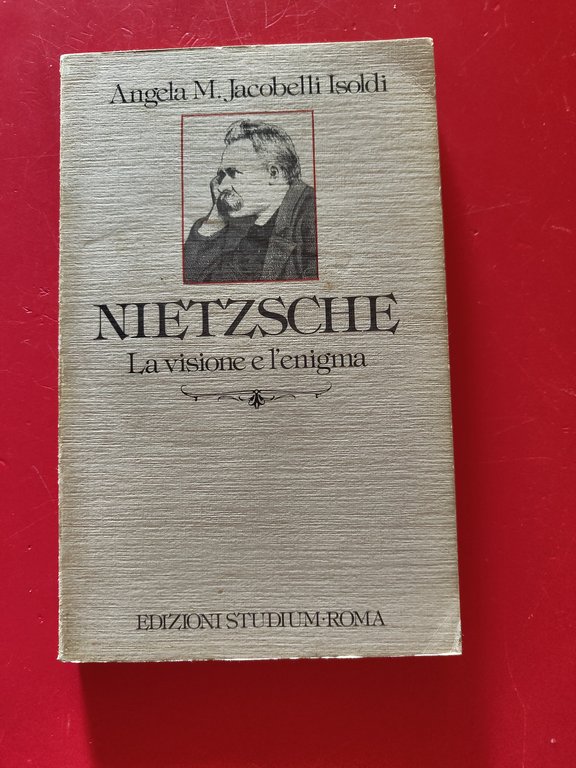 Angela M. Jacobelli Isoldi
NIETZSCHE
La visione e l'enigma
EDIZIONI STUDIUM·ROMA